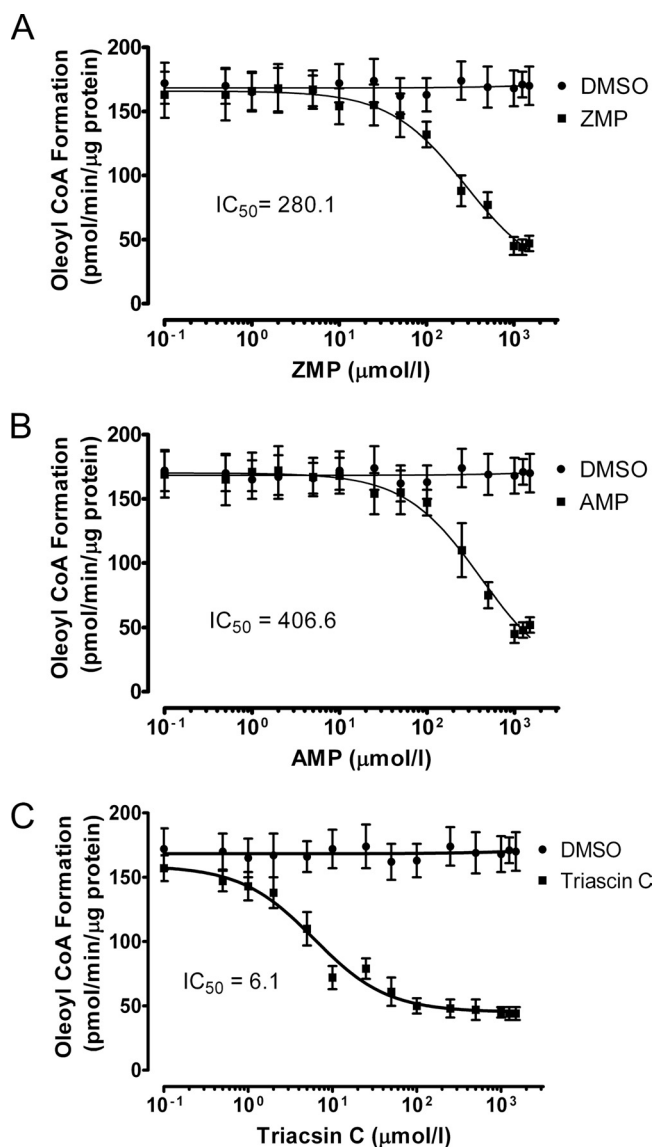 A
Oleoyl CoA Formation
(pmol/min/μg protein)
200
150
100
50
0
IC50= 280.1
DMSO
ZMP
10-1 100 101 102 103
ZMP (μmol/l)
B
Oleoyl CoA Formation
(pmol/min/μg protein)
200
150
100
50
0
IC50 = 406.6
DMSO
AMP
10-1 100 101 102 103
AMP (μmol/l)
C
Oleoyl CoA Formation
(pmol/min/μg protein)
200
150
100
50
0
IC50 = 6.1
DMSO
Triascin C
10-1 100 101 102 103
Triacsin C (μmol/l)